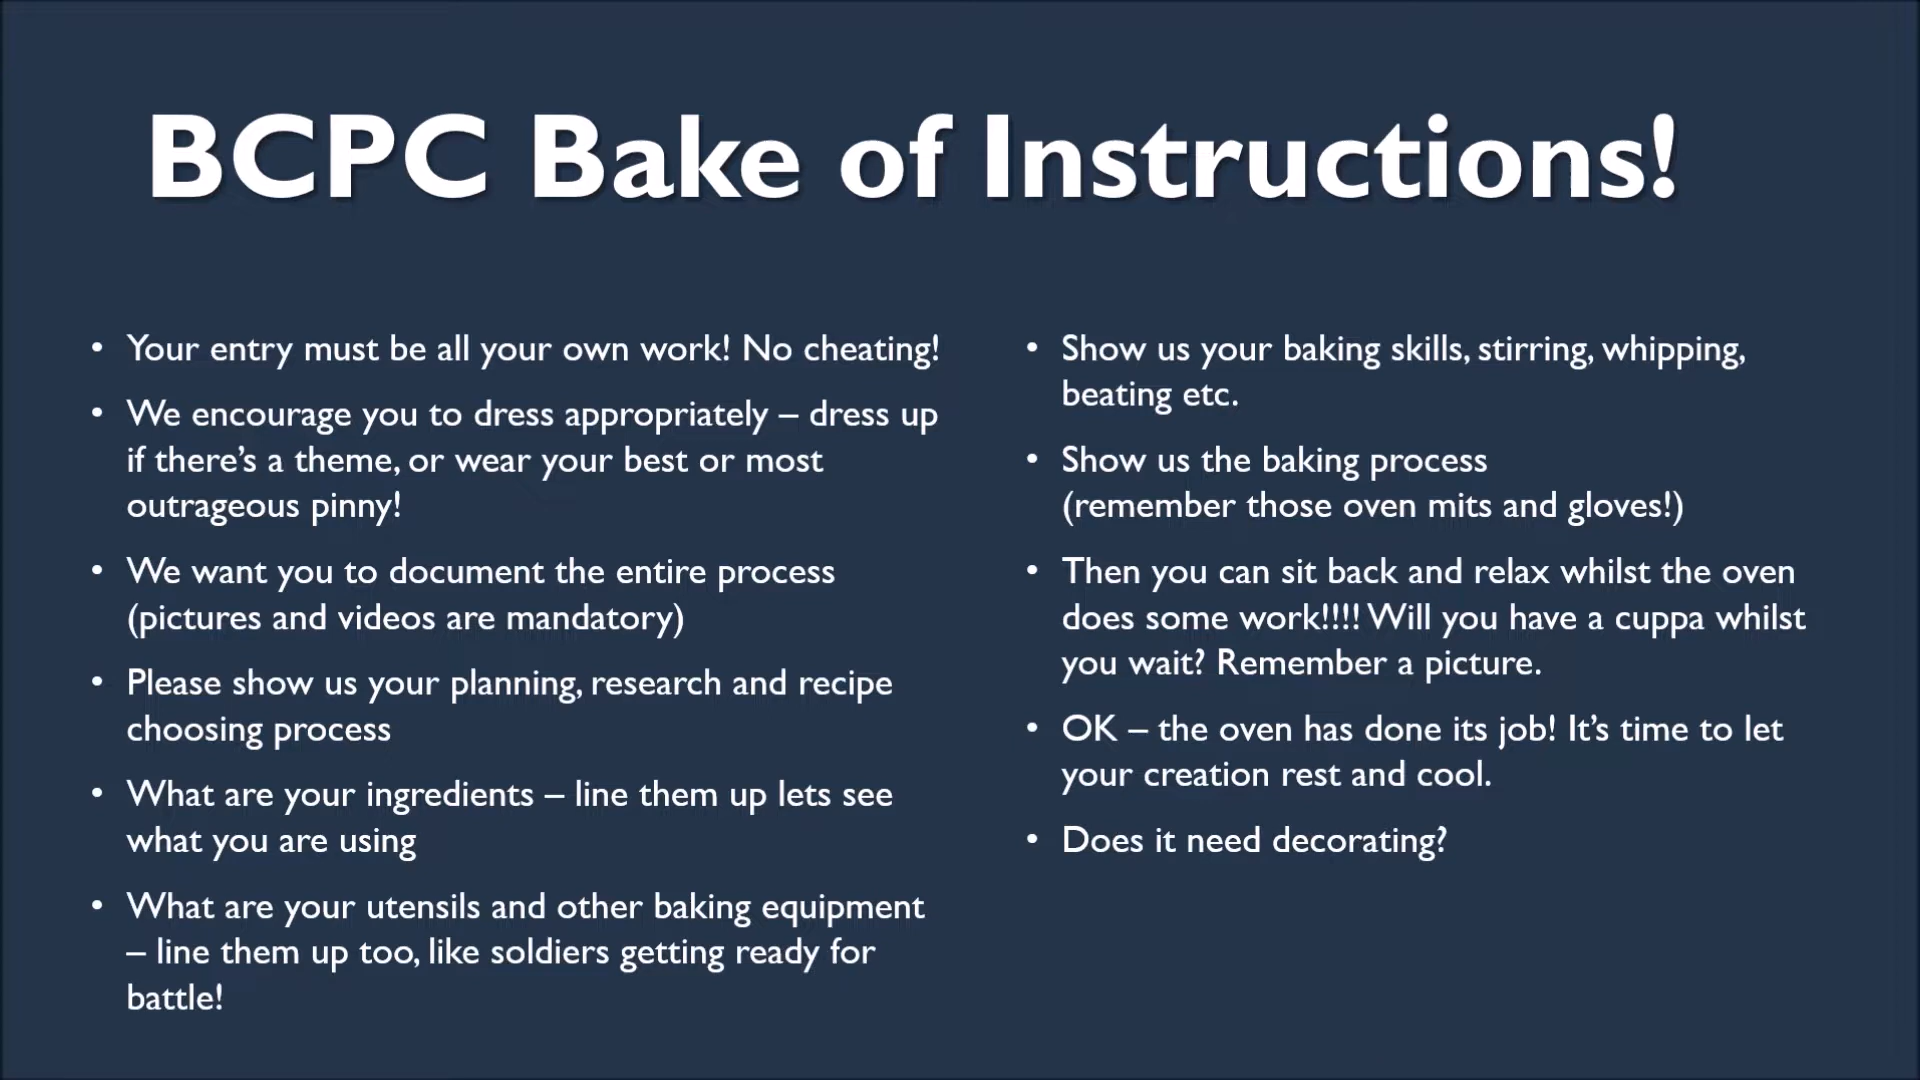 BCPC Bake of Instructions!
• Your entry must be all your own work! No cheating!
• We encourage you to dress appropriately – dress up
if there’s a theme, or wear your best or most
outrageous pinny!
• We want you to document the entire process
(pictures and videos are mandatory)
• Please show us your planning, research and recipe
choosing process
• What are your ingredients – line them up lets see
what you are using
• What are your utensils and other baking equipment
– line them up too, like soldiers getting ready for
battle!
• Show us your baking skills, stirring, whipping,
beating etc.
• Show us the baking process
(remember those oven mits and gloves!)
• Then you can sit back and relax whilst the oven
does some work!!!! Will you have a cuppa whilst
you wait? Remember a picture.
• OK – the oven has done its job! It’s time to let
your creation rest and cool.
• Does it need decorating?